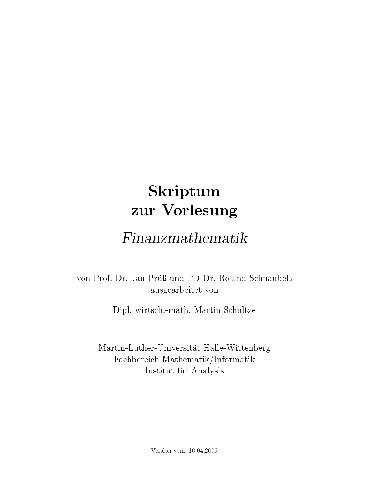 Skriptum
zur Vorlesung
Finanzmathematik
von Prof. Dr. Jan Prüß und PD Dr. Roland Schnaubelt
ausgearbeitet von
Dipl. wirtsch.-math. Martin Schultze
Martin-Luther-Universität Halle-Wittenberg
Fachbereich Mathematik/Informatik
Institut für Analysis
Version vom: 10.04.